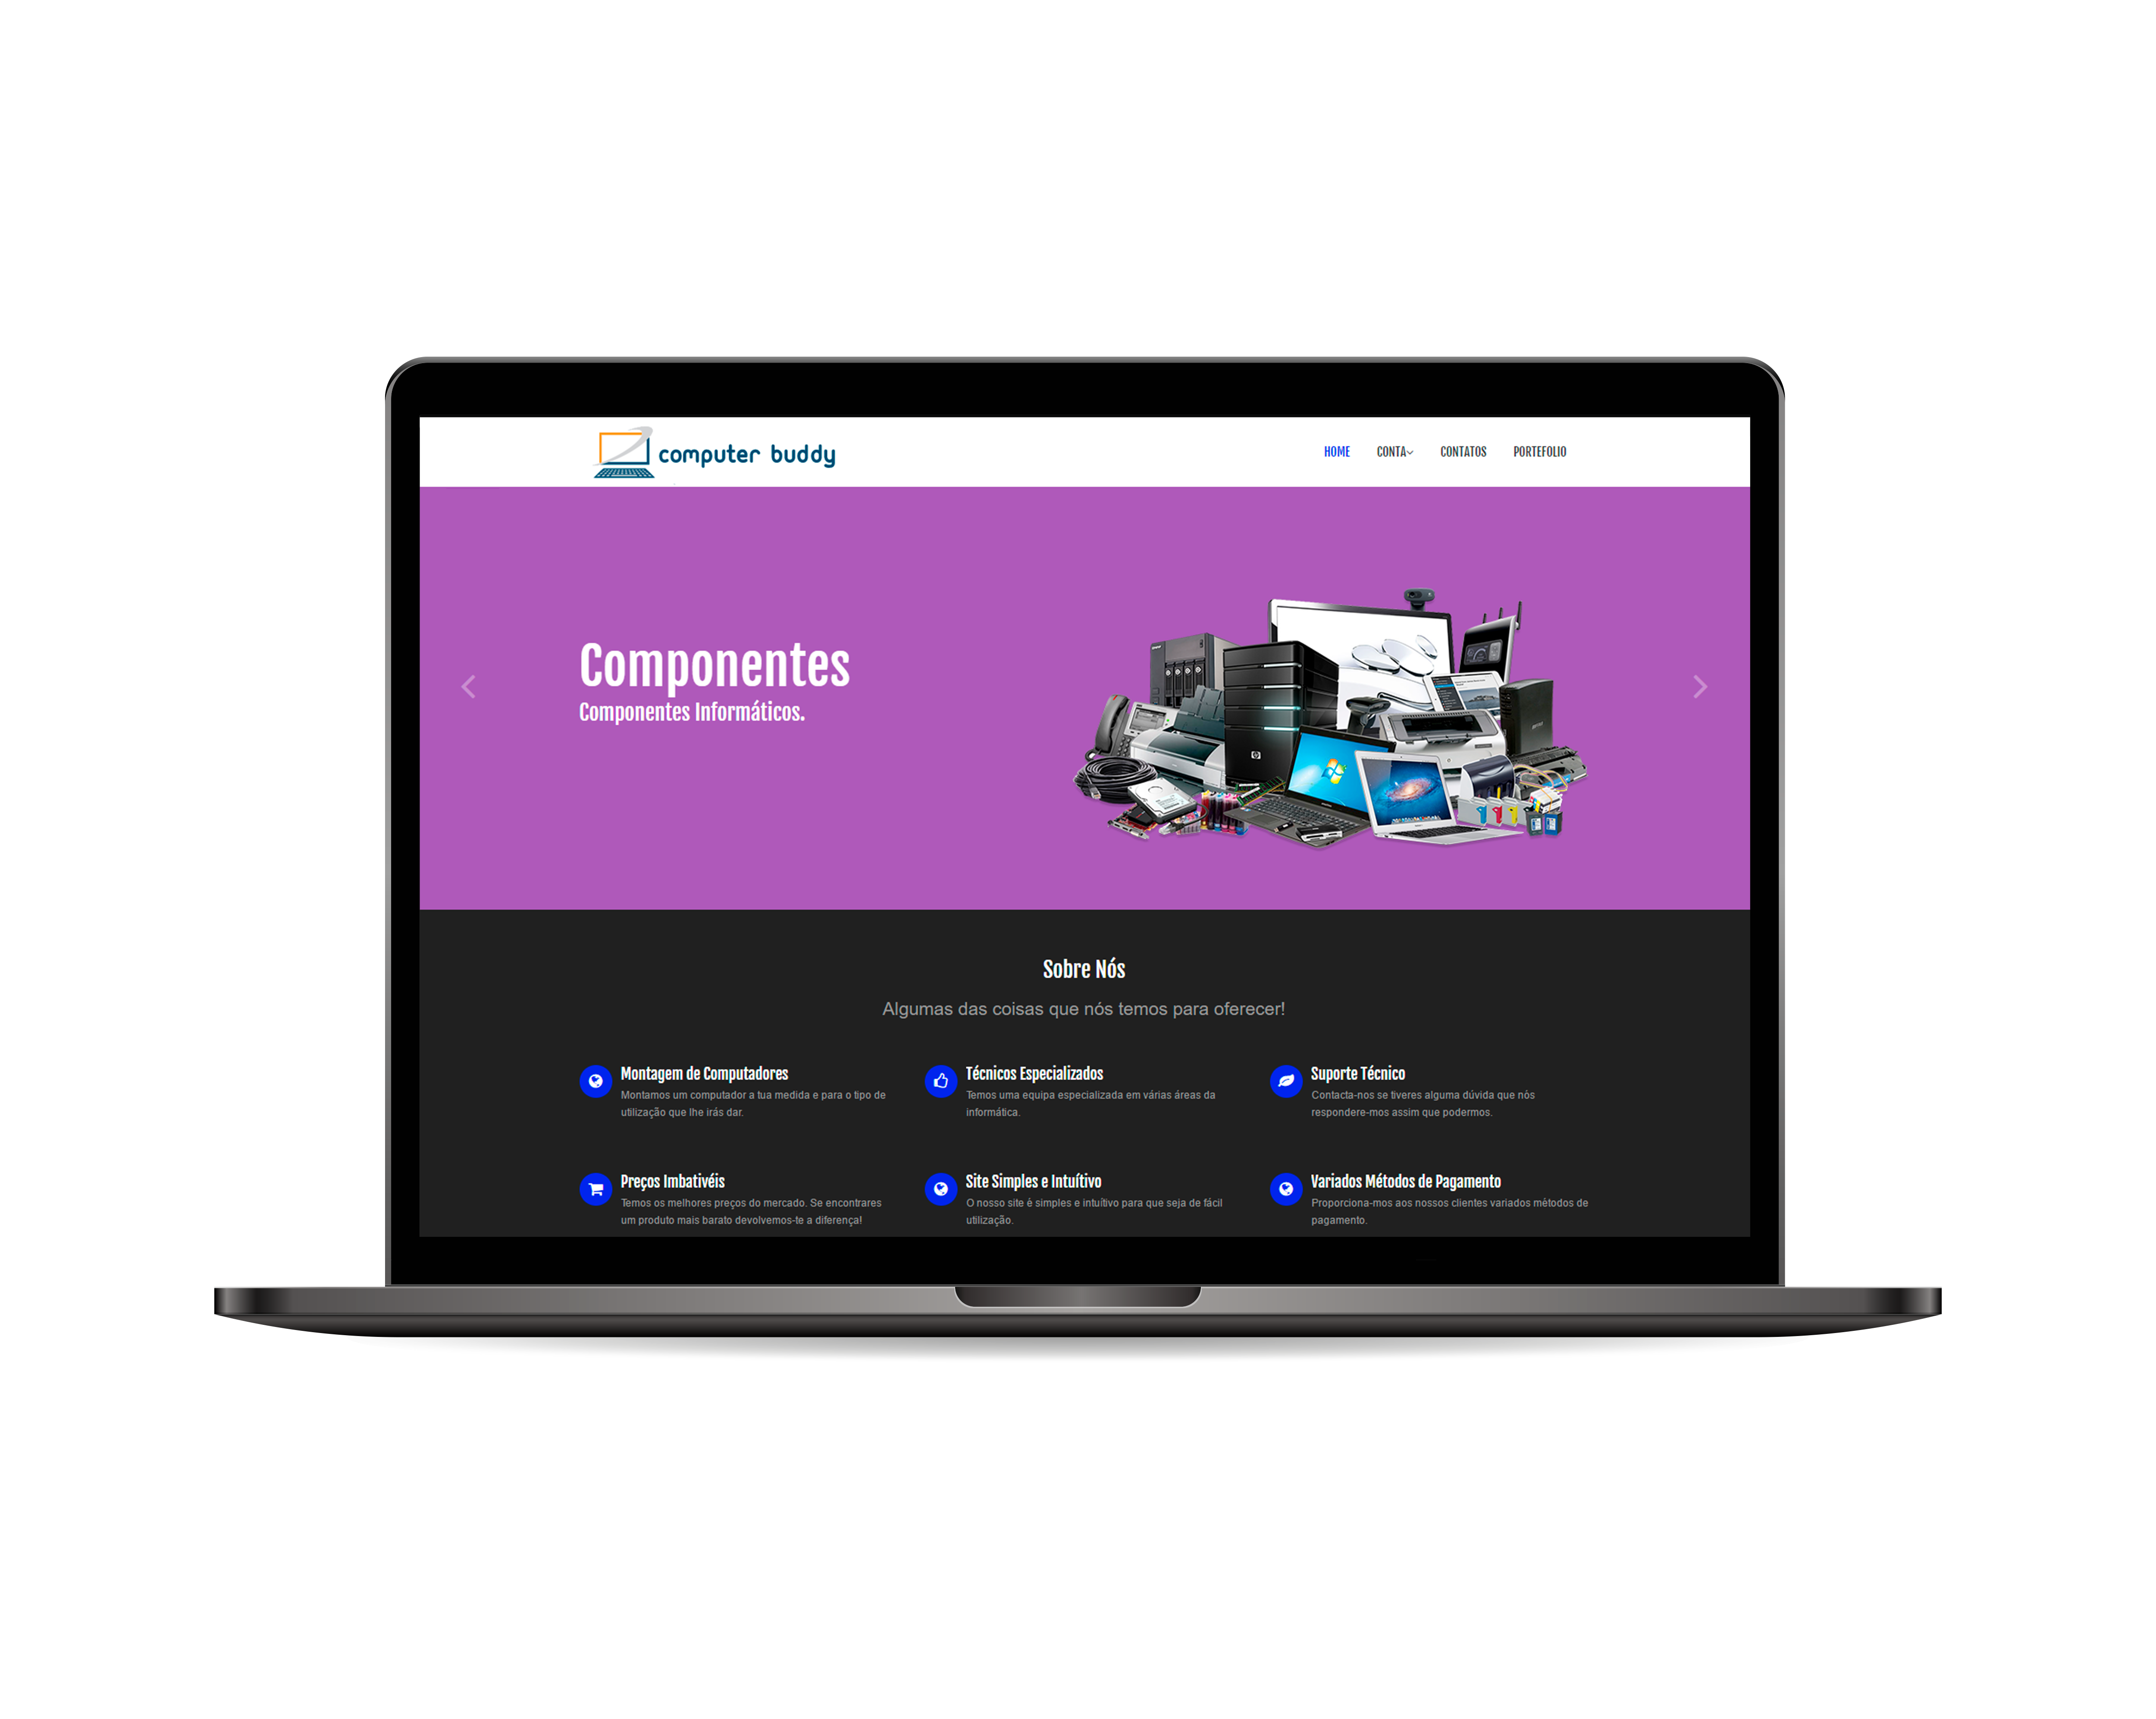 computer buddy
HOME CONTA CONTATOS PORTEFOLIO
Componentes
Componentes Informáticos.
Sobre Nós
Algumas das coisas que nós temos para oferecer!
Montagem de Computadores
Montamos um computador a tua medida e para o tipo de
utilização que lhe irás dar.
Técnicos Especializados
Temos uma equipa especializada em várias áreas da
informática.
Suporte Técnico
Contacta-nos se tiveres alguma dúvida que nós
respondere-mos assim que podermos.
Preços Imbativéis
Temos os melhores preços do mercado. Se encontrares
um produto mais barato devolvemos-te a diferença!
Site Simples e Intuítivo
O nosso site é simples e intuítivo para que seja de fácil
utilização.
Variados Métodos de Pagamento
Proporciona-mos aos nossos clientes variados métodos de
pagamento.